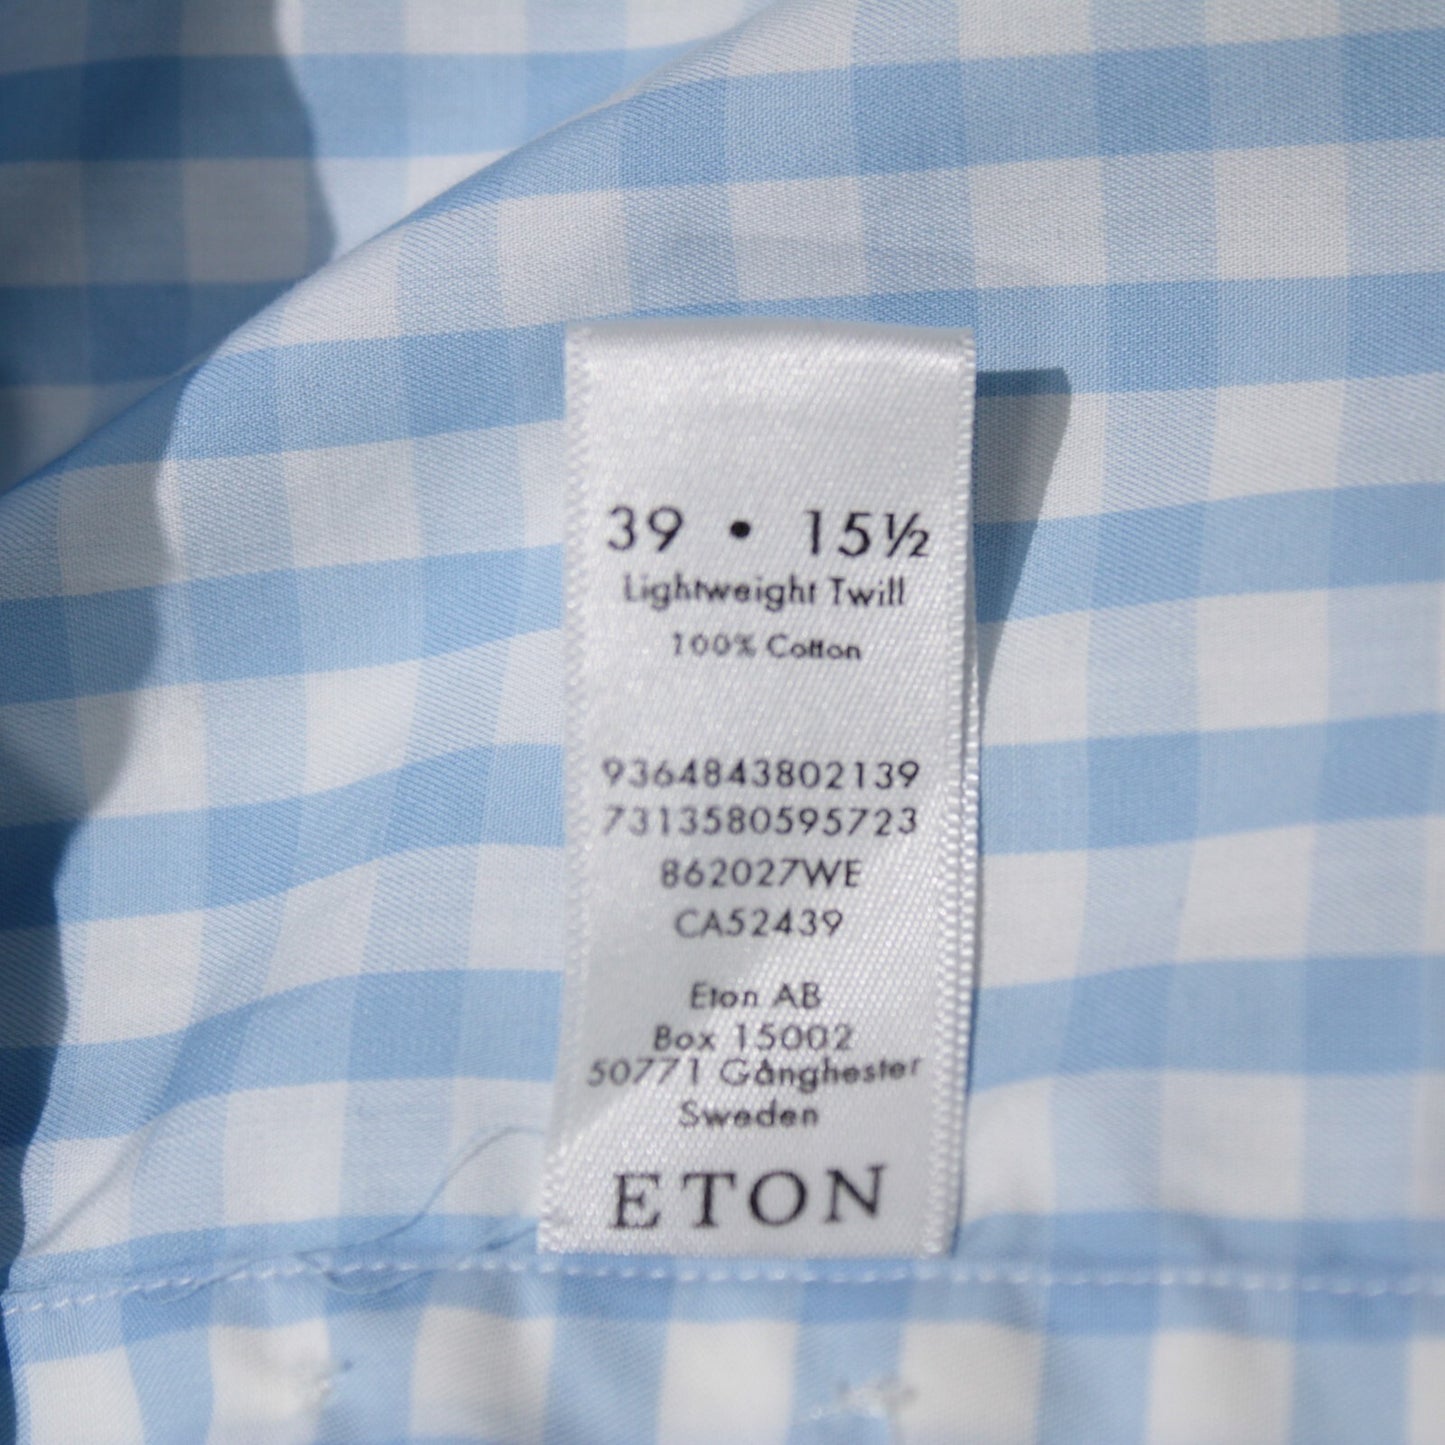 39 • 15½
Lightweight Twill
100% Cotton
9364843802139
7313580595723
862027WE
CA52439
Eton AB
Box 15002
50771 Gånghester
Sweden
ETON